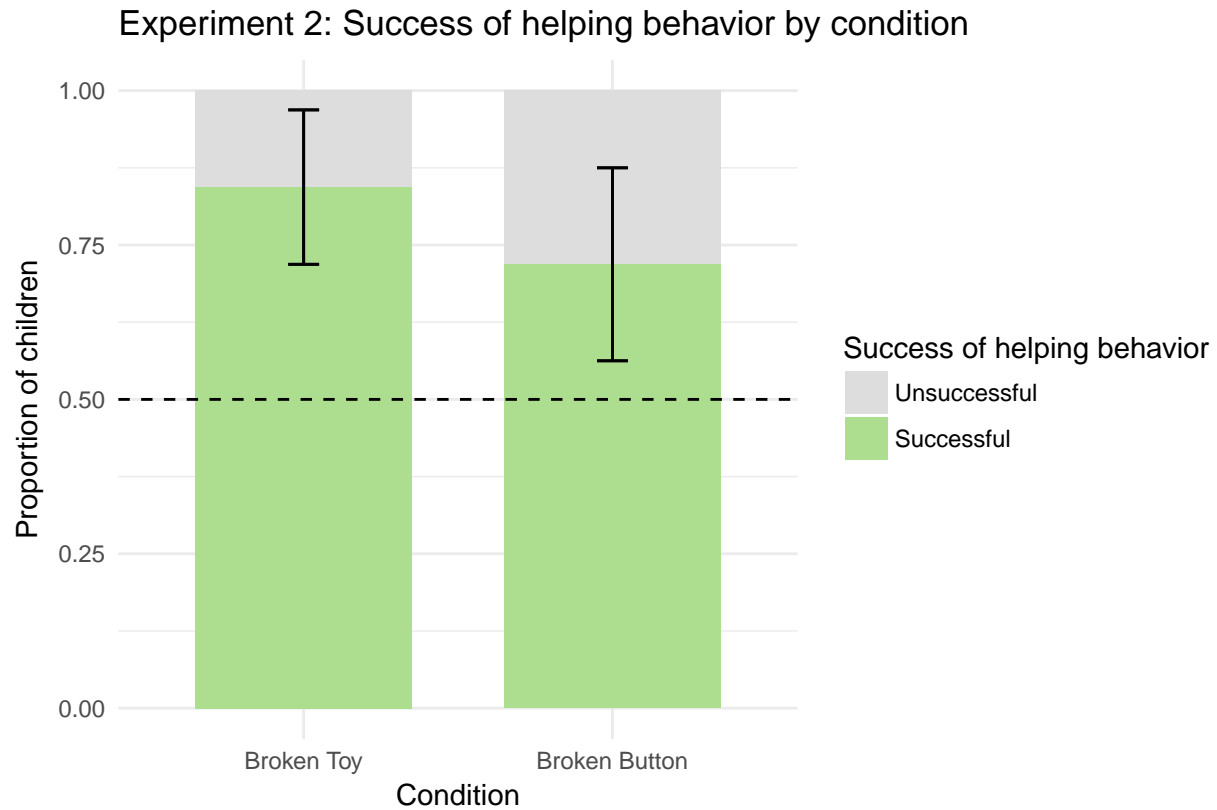 Experiment 2: Success of helping behavior by condition
1.00
0.75
0.50
0.25
0.00
Proportion of children
Broken Toy
Broken Button
Condition
Success of helping behavior
Unsuccessful
Successful